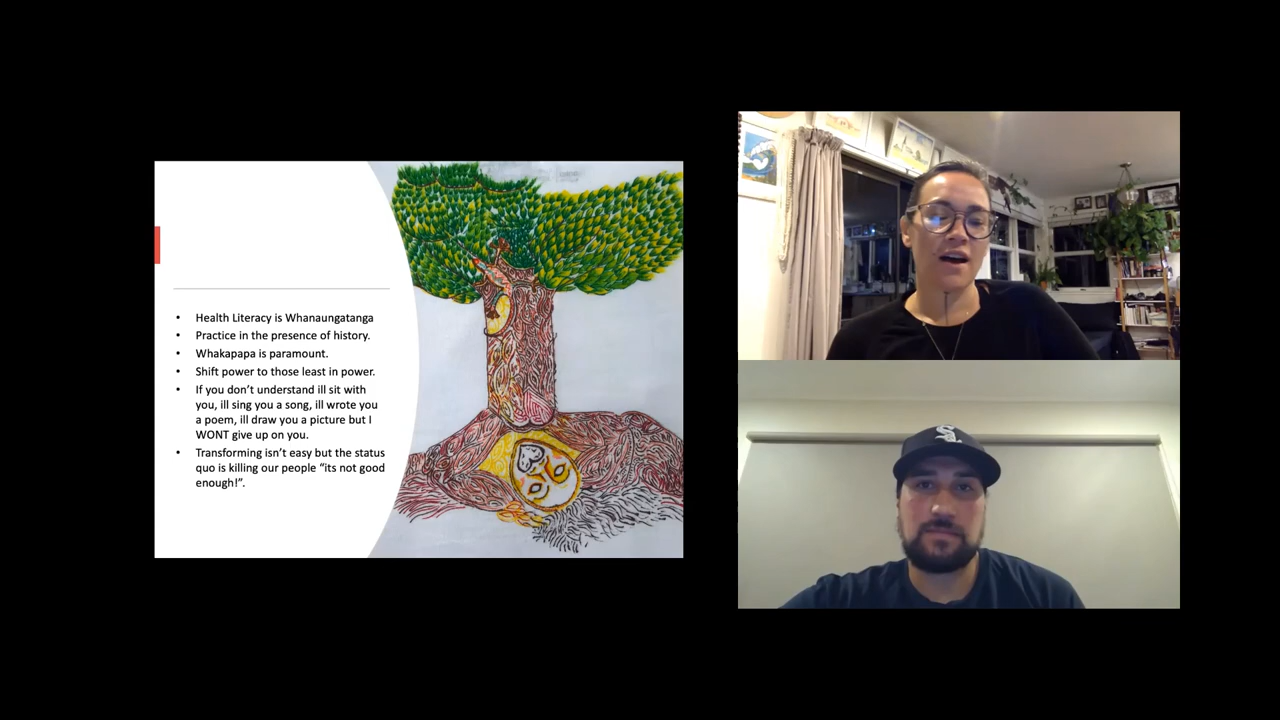 • Health Literacy is Whanaungatanga
• Practice in the presence of history.
• Whakapapa is paramount.
• Shift power to those least in power.
• If you don’t understand ill sit with
you, ill sing you a song, ill wrote you
a poem, ill draw you a picture but I
WONT give up on you.
• Transforming isn’t easy but the status
quo is killing our people “its not good
enough!”.